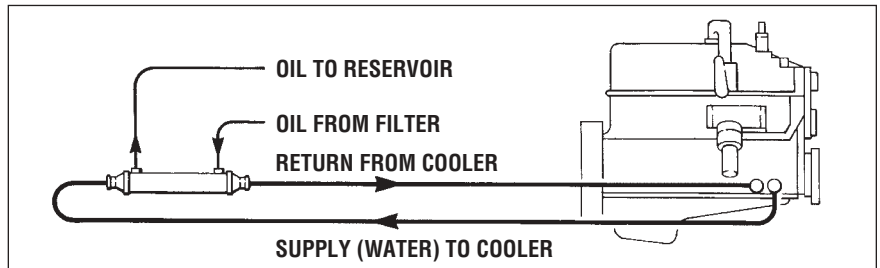 OIL TO RESERVOIR
OIL FROM FILTER
RETURN FROM COOLER
SUPPLY (WATER) TO COOLER